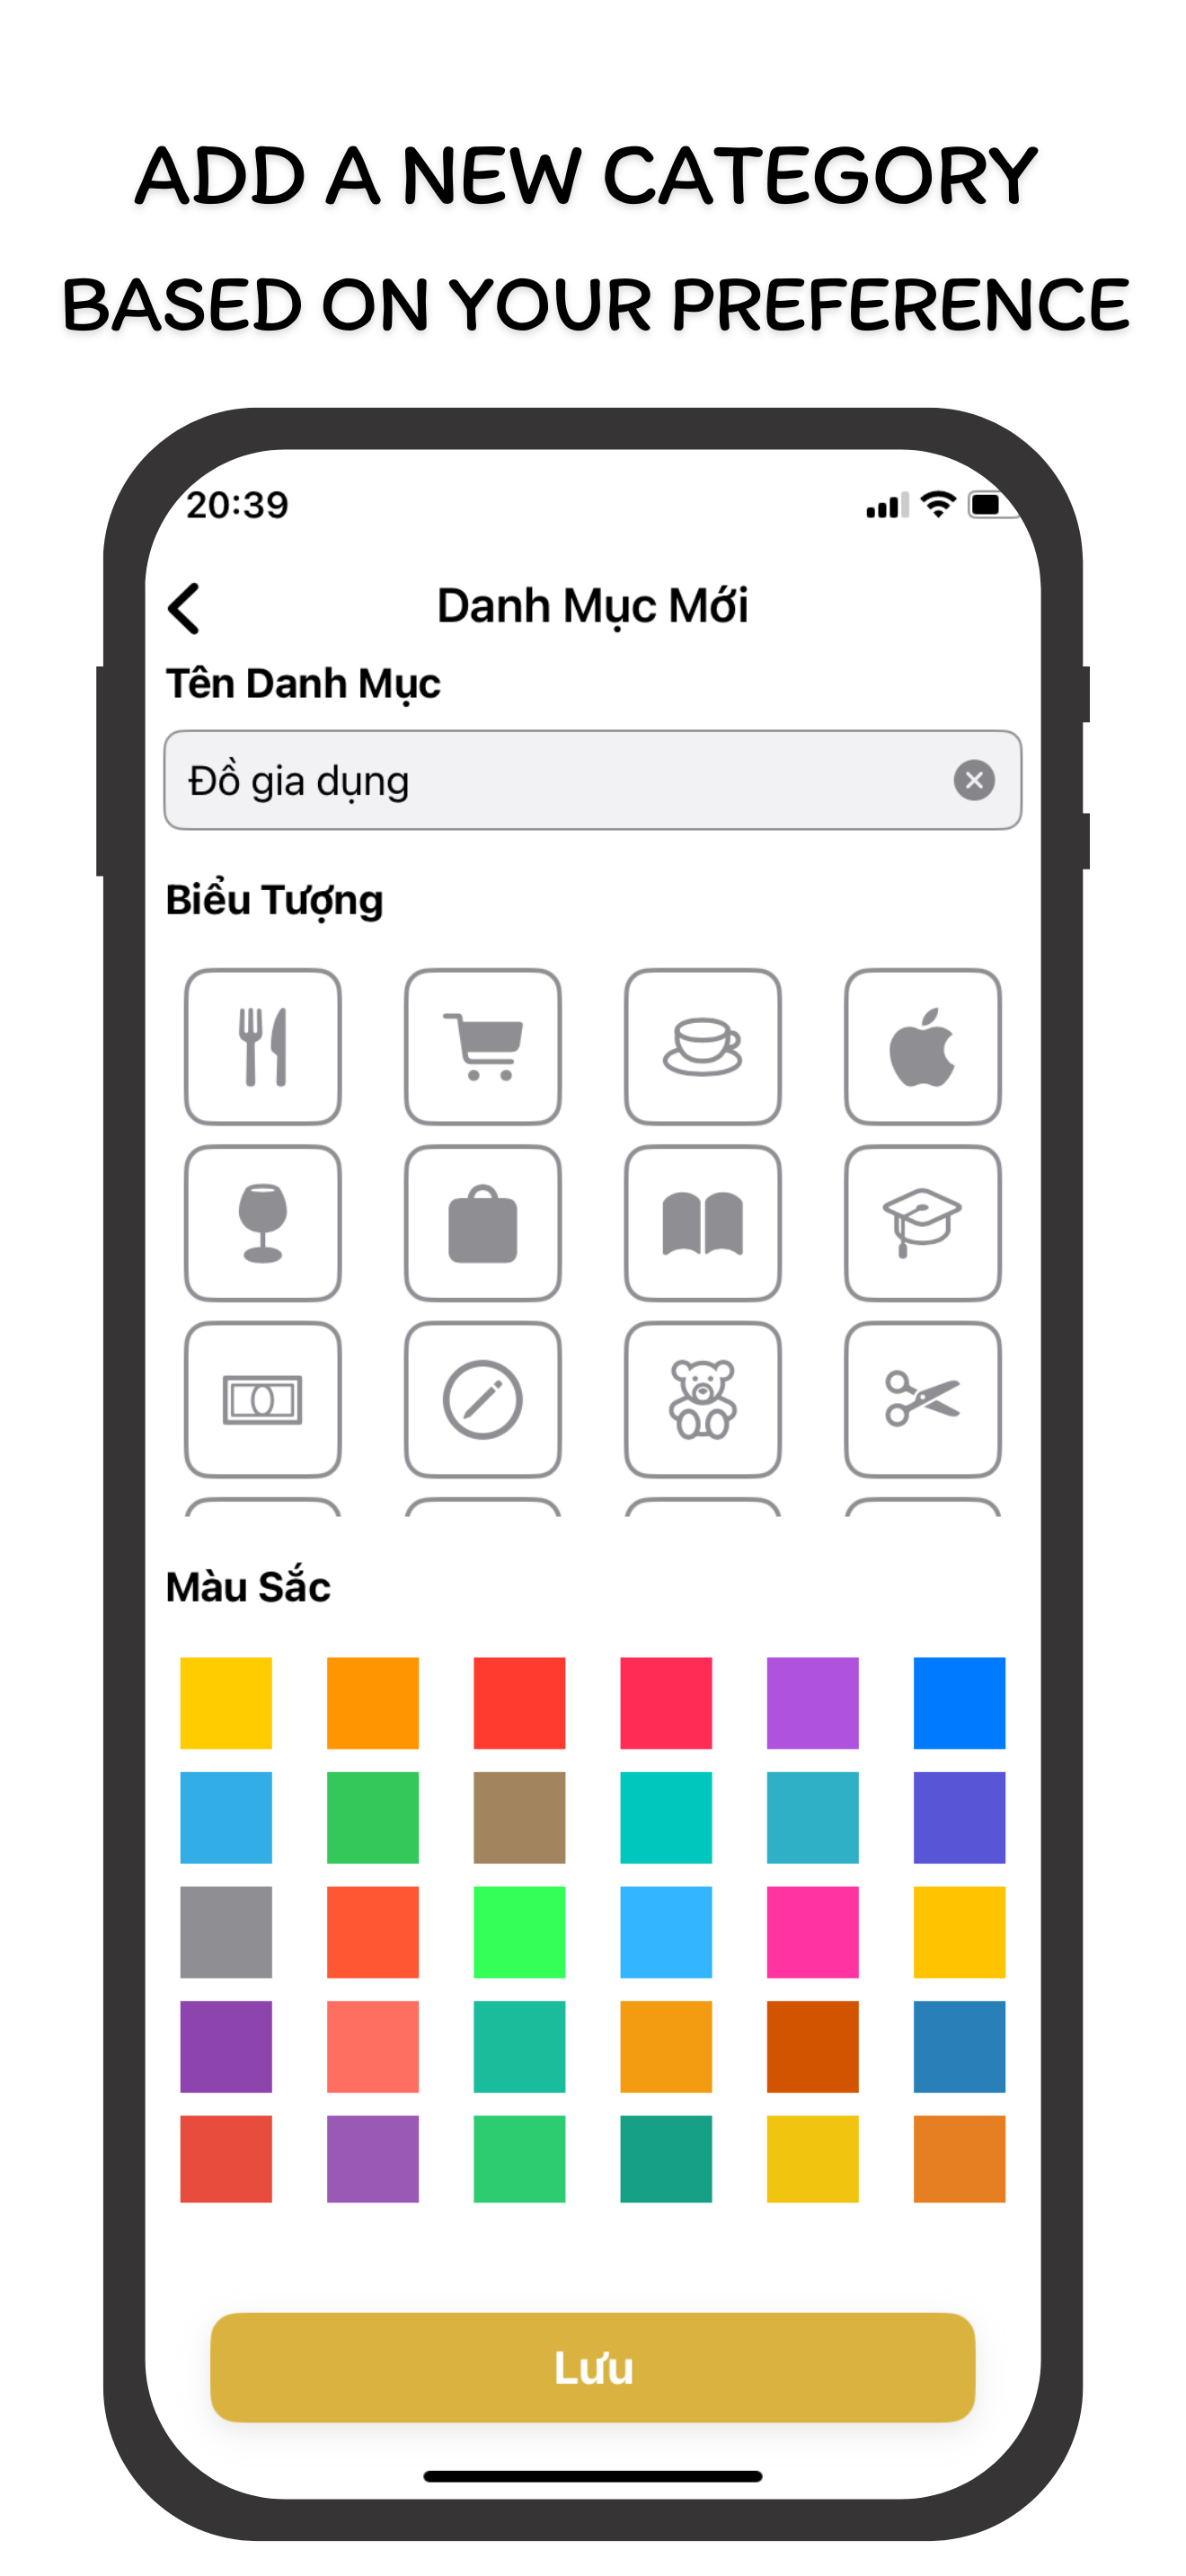 ADD A NEW CATEGORY
BASED ON YOUR PREFERENCE
20:39
Danh Mục Mới
Tên Danh Mục
Đồ gia dụng
Biểu Tượng
Màu Sắc
Lưu